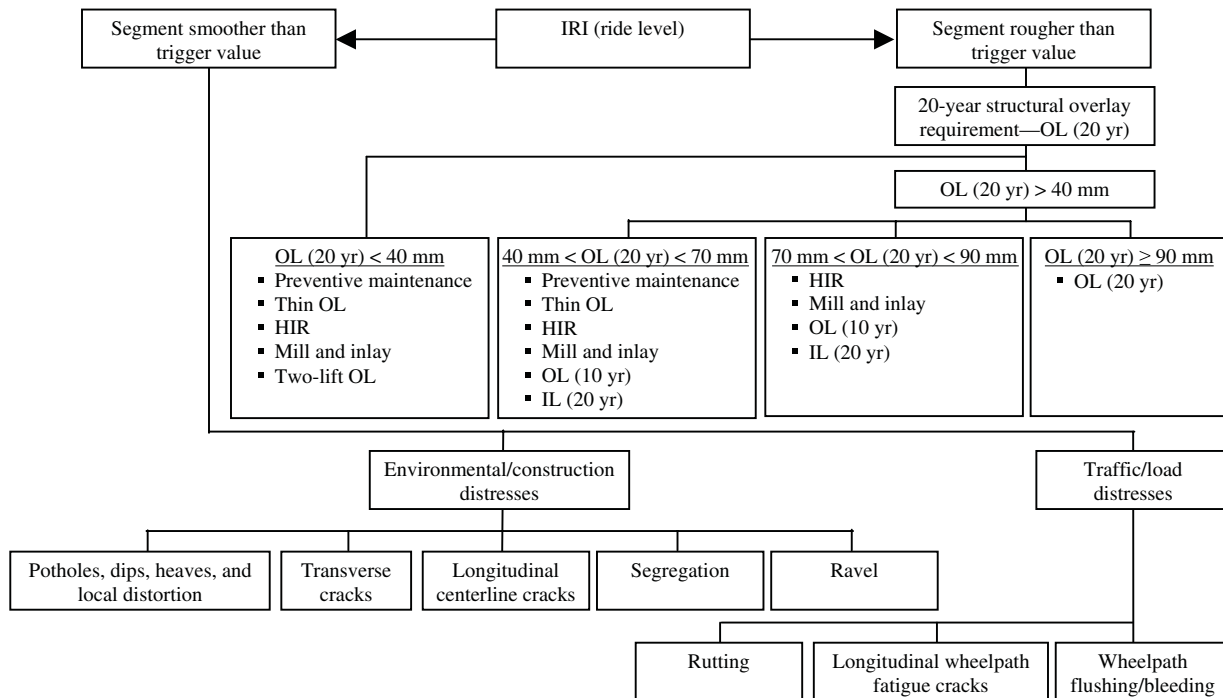 Segment smoother than
trigger value
IRI (ride level)
Segment rougher than
trigger value
20-year structural overlay
requirement—OL (20 yr)
OL (20 yr) > 40 mm
OL (20 yr) < 40 mm
▪ Preventive maintenance
▪ Thin OL
▪ HIR
▪ Mill and inlay
▪ Two-lift OL
40 mm < OL (20 yr) < 70 mm
▪ Preventive maintenance
▪ Thin OL
▪ HIR
▪ Mill and inlay
▪ OL (10 yr)
▪ IL (20 yr)
70 mm < OL (20 yr) < 90 mm
▪ HIR
▪ Mill and inlay
▪ OL (10 yr)
▪ IL (20 yr)
OL (20 yr) ≥ 90 mm
▪ OL (20 yr)
Environmental/construction
distresses
Traffic/load
distresses
Potholes, dips, heaves, and
local distortion
Transverse
cracks
Longitudinal
centerline cracks
Segregation
Ravel
Rutting
Longitudinal wheelpath
fatigue cracks
Wheelpath
flushing/bleeding